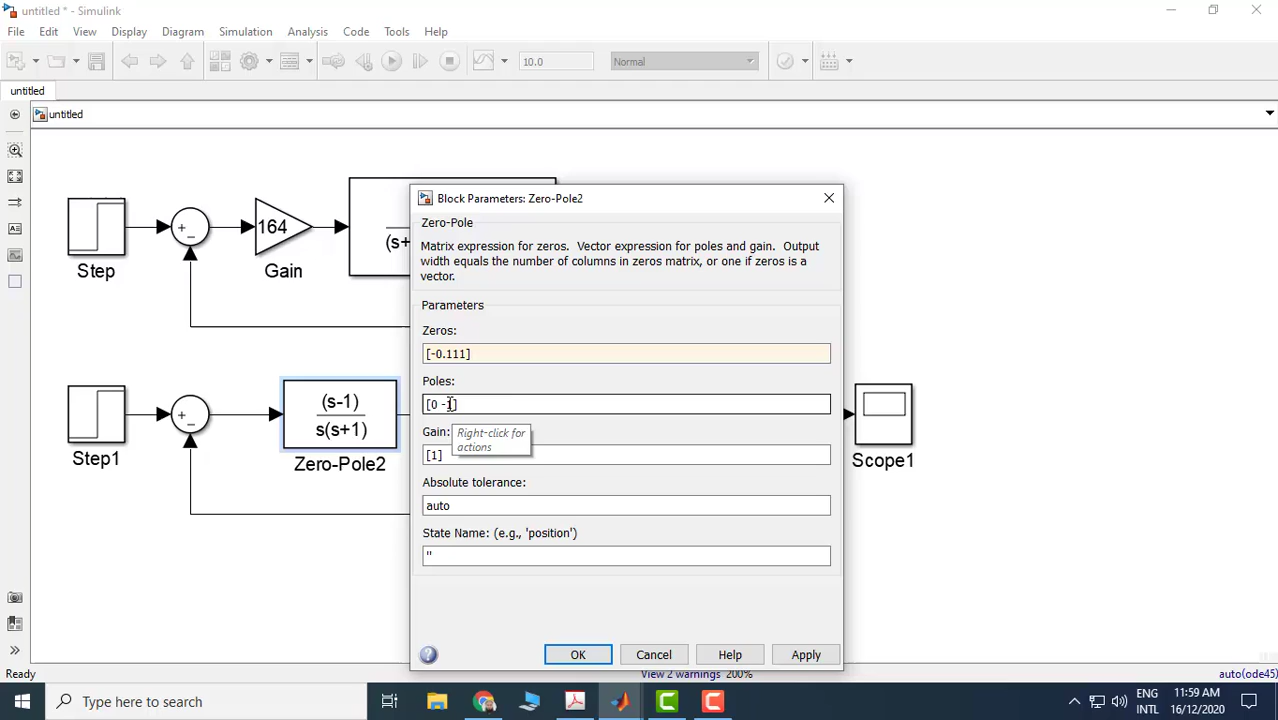 untitled * - Simulink
File Edit View Display Diagram Simulation Analysis Code Tools Help
10.0 Normal
untitled
untitled
Step
164
Gain
(s+
Step1
(s-1)
s(s+1)
Zero-Pole2
Scope1
Block Parameters: Zero-Pole2
Zero-Pole
Matrix expression for zeros. Vector expression for poles and gain. Output
width equals the number of columns in zeros matrix, or one if zeros is a
vector.
Parameters
Zeros:
[-0.111]
Poles:
[0 -1]
Gain:
Right-click for
actions
[1]
Absolute tolerance:
auto
State Name: (e.g., 'position')
''
OK Cancel Help Apply
Ready View 2 warnings 200% auto(ode45)
Type here to search
ENG
INTL
11:59 AM
16/12/2020